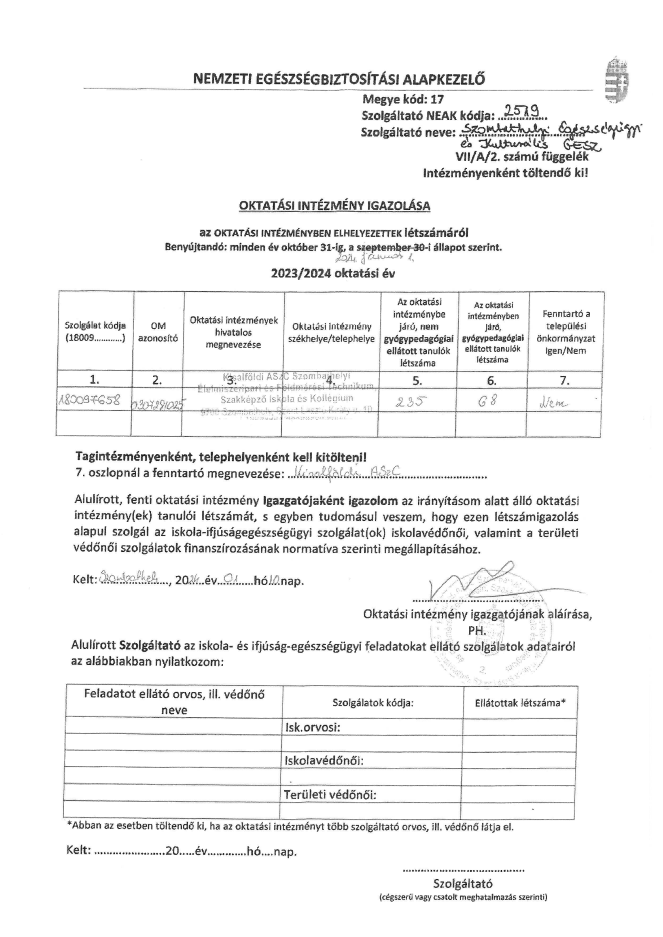 NEMZETI EGÉSZSÉGBIZTOSÍTÁSI ALAPKEZELŐ
Megye kód: 17
Szolgáltató NEAK kódja: 2519
Szolgáltató neve: Szombathelyi Egészségügyi
és Kulturális GESZ
VII/A/2. számú függelék
Intézményenként töltendő ki!
OKTATÁSI INTÉZMÉNY IGAZOLÁSA
az OKTATÁSI INTÉZMÉNYBEN ELHELYEZETTEK létszámáról
Benyújtandó: minden év október 31-ig, a szeptember 30-i állapot szerint.
2024. január 1.
2023/2024 oktatási év
Szolgálat kódja (18009............)
OM azonosító
Oktatási intézmények hivatalos megnevezése
Oktatási intézmény székhelye/telephelye
Az oktatási intézménybe járó, nem gyógypedagógiai ellátott tanulók létszáma
Az oktatási intézményben járó, gyógypedagógiai ellátott tanulók létszáma
Fenntartó a települési önkormányzat Igen/Nem
1. 2. 3. 4. 5. 6. 7.
Kisalföldi ASzC Szombathelyi
Élelmiszeripari és Földmérési Technikum,
Szakképző Iskola és Kollégium
180097658 235 68 Nem
9700 Szombathely,
Tagintézményenként, telephelyenként kell kitölteni!
7. oszlopnál a fenntartó megnevezése: Kisalföldi ASzC
Alulírott, fenti oktatási intézmény Igazgatójaként igazolom az irányításom alatt álló oktatási
intézmény(ek) tanulói létszámát, s egyben tudomásul veszem, hogy ezen létszámigazolás
alapul szolgál az iskola-ifjúságegészségügyi szolgálat(ok) iskolavédőnői, valamint a területi
védőnői szolgálatok finanszírozásának normatíva szerinti megállapításához.
Kelt: Szombathely, 2024.év 01 hó 10 nap.
Oktatási intézmény igazgatójának aláírása,
PH.
Alulírott Szolgáltató az iskola- és ifjúság-egészségügyi feladatokat ellátó szolgálatok adatairól
az alábbiakban nyilatkozom:
Feladatot ellátó orvos, ill. védőnő neve
Szolgálatok kódja:
Ellátottak létszáma*
Isk.orvosi:
Iskolavédőnői:
Területi védőnői:
*Abban az esetben töltendő ki, ha az oktatási intézményt több szolgáltató orvos, ill. védőnő látja el.
Kelt: .......................20.....év............hó....nap.
Szolgáltató
(cégszerű vagy csatolt meghatalmazás szerinti)